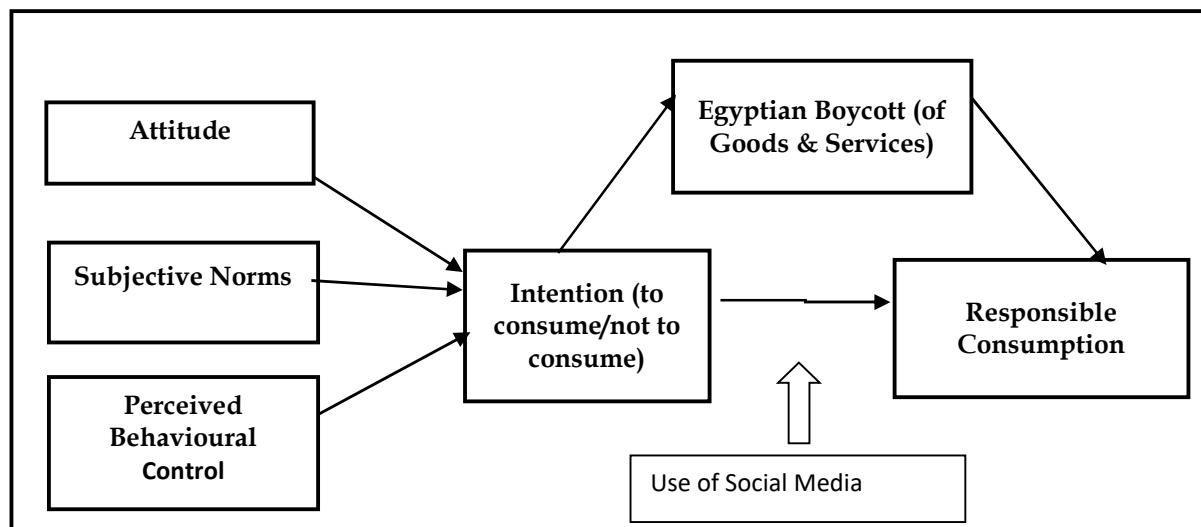 Attitude
Subjective Norms
Perceived
Behavioural
Control
Intention (to
consume/not to
consume)
Egyptian Boycott (of
Goods & Services)
Responsible
Consumption
Use of Social Media